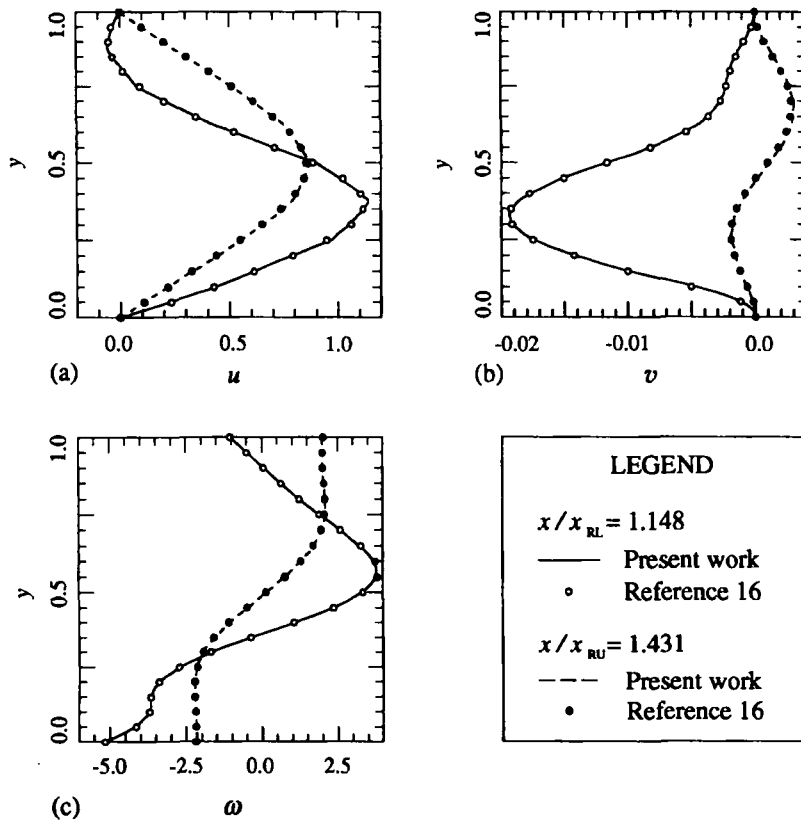 1.0
0.5
0.0
y
0.0
0.5
1.0
(a)
u
1.0
0.5
0.0
y
-0.02
-0.01
0.0
(b)
v
1.0
0.5
0.0
y
-5.0
-2.5
0.0
2.5
(c)
ω
LEGEND
x/x RL = 1.148
Present work
Reference 16
x/x RU = 1.431
Present work
Reference 16